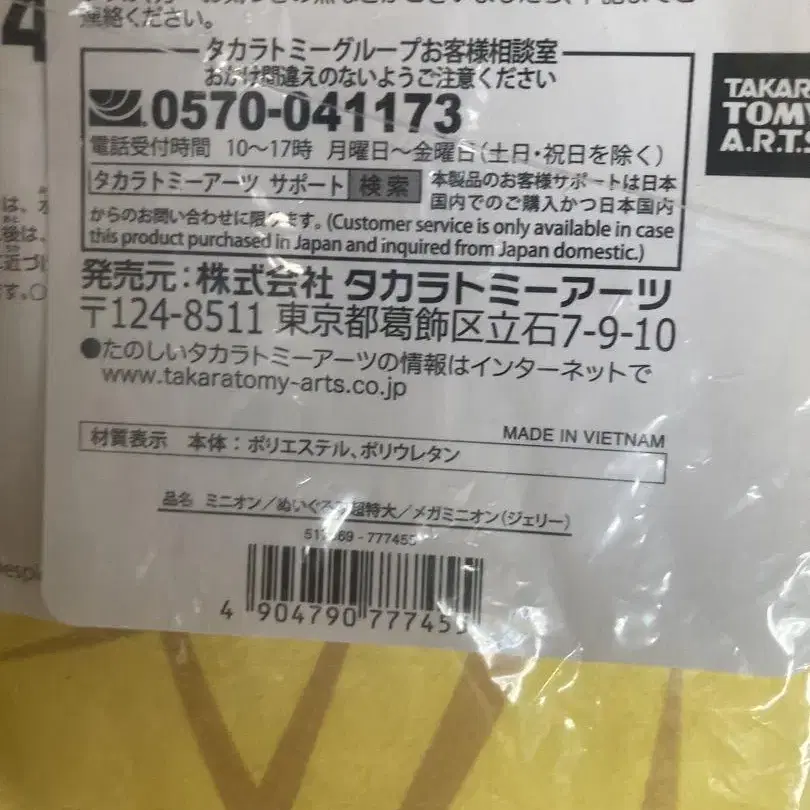 連絡ください。
タカラトミーグループお客様相談室
おかけ間違えのないようご注意ください
0570-041173
電話受付時間 10〜17時 月曜日〜金曜日(土日・祝日を除く)
タカラトミーアーツ サポート 検索
本製品のお客様サポートは日本
国内でのご購入かつ日本国内
からのお問い合わせに限ります。(Customer service is only available in case
this product purchased in Japan and inquired from Japan domestic.)
TAKAR
TOMY
A.R.T.S
発売元:株式会社 タカラトミーアーツ
〒124-8511 東京都葛飾区立石7-9-10
●たのしいタカラトミーアーツの情報はインターネットで
www.takaratomy-arts.co.jp
MADE IN VIETNAM
材質表示 本体:ポリエステル、ポリウレタン
品名 ミニオン/ぬいぐるみ超特大/メガミニオン(ジェリー)
4 904790 777455